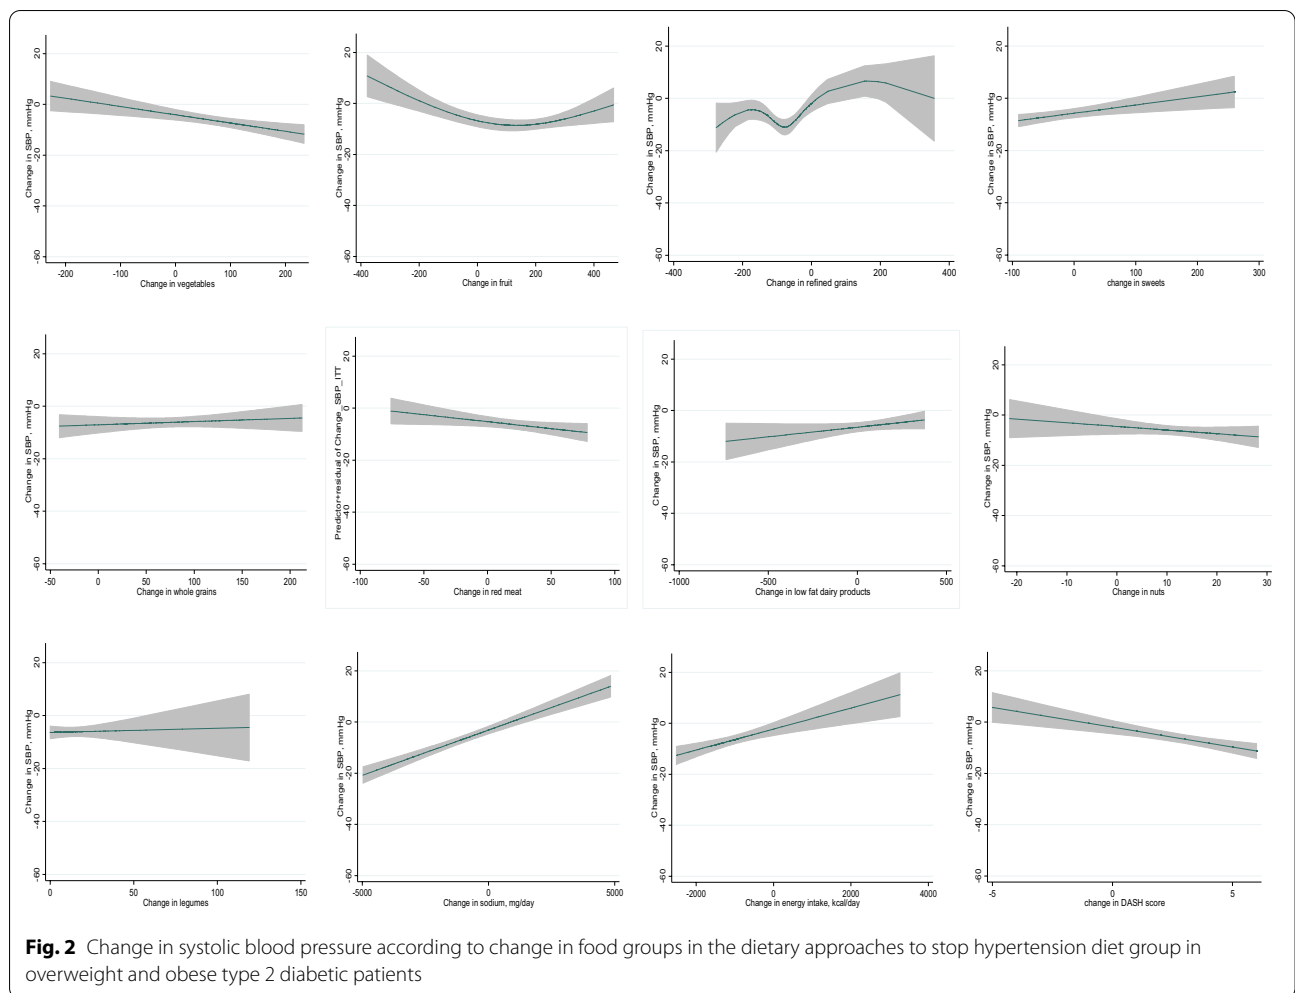 20
0
-20
-40
-60
Change in SBP, mmHg
-200 -100 0 100 200
Change in vegetables
20
0
-20
-40
-60
Change in SBP, mmHg
-400 -200 0 200 400
Change in fruit
20
0
-20
-40
-60
Change in SBP, mmHg
-400 -200 0 200 400
Change in refined grains
20
0
-20
-40
-60
Change in SBP, mmHg
-100 0 100 200 300
change in sweets
20
0
-20
-40
-60
Change in SBP, mmHg
-50 0 50 100 150 200
Change in whole grains
20
0
-20
-40
-60
Predictor+residual of Change_SBP_ITT
-100 -50 0 50 100
Change in red meat
20
0
-20
-40
-60
Change in SBP, mmHg
-1000 -500 0 500
Change in low fat dairy products
20
0
-20
-40
-60
Change in SBP, mmHg
-20 -10 0 10 20 30
Change in nuts
20
0
-20
-40
-60
Change in SBP, mmHg
0 50 100 150
Change in legumes
20
0
-20
-40
-60
Change in SBP, mmHg
-5000 0 5000
Change in sodium, mg/day
20
0
-20
-40
-60
Change in SBP, mmHg
-2000 0 2000 4000
Change in energy intake, kcal/day
20
0
-20
-40
-60
Change in SBP, mmHg
-5 0 5
change in DASH score
Fig. 2 Change in systolic blood pressure according to change in food groups in the dietary approaches to stop hypertension diet group in
overweight and obese type 2 diabetic patients